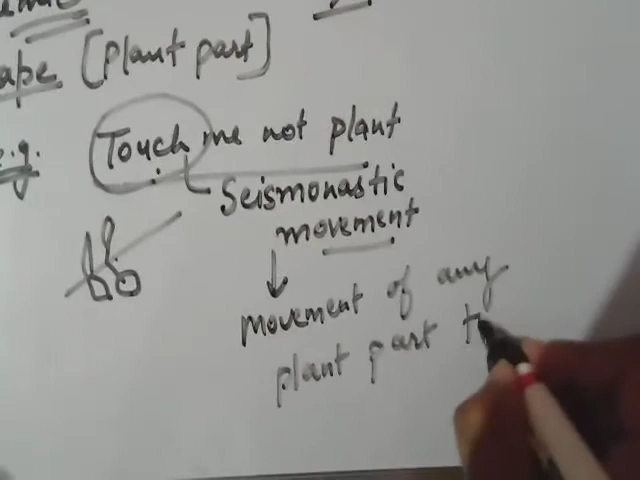 [Plant part]
e.g. Touch me not plant
Seismonastic
movement
movement of any
plant part t